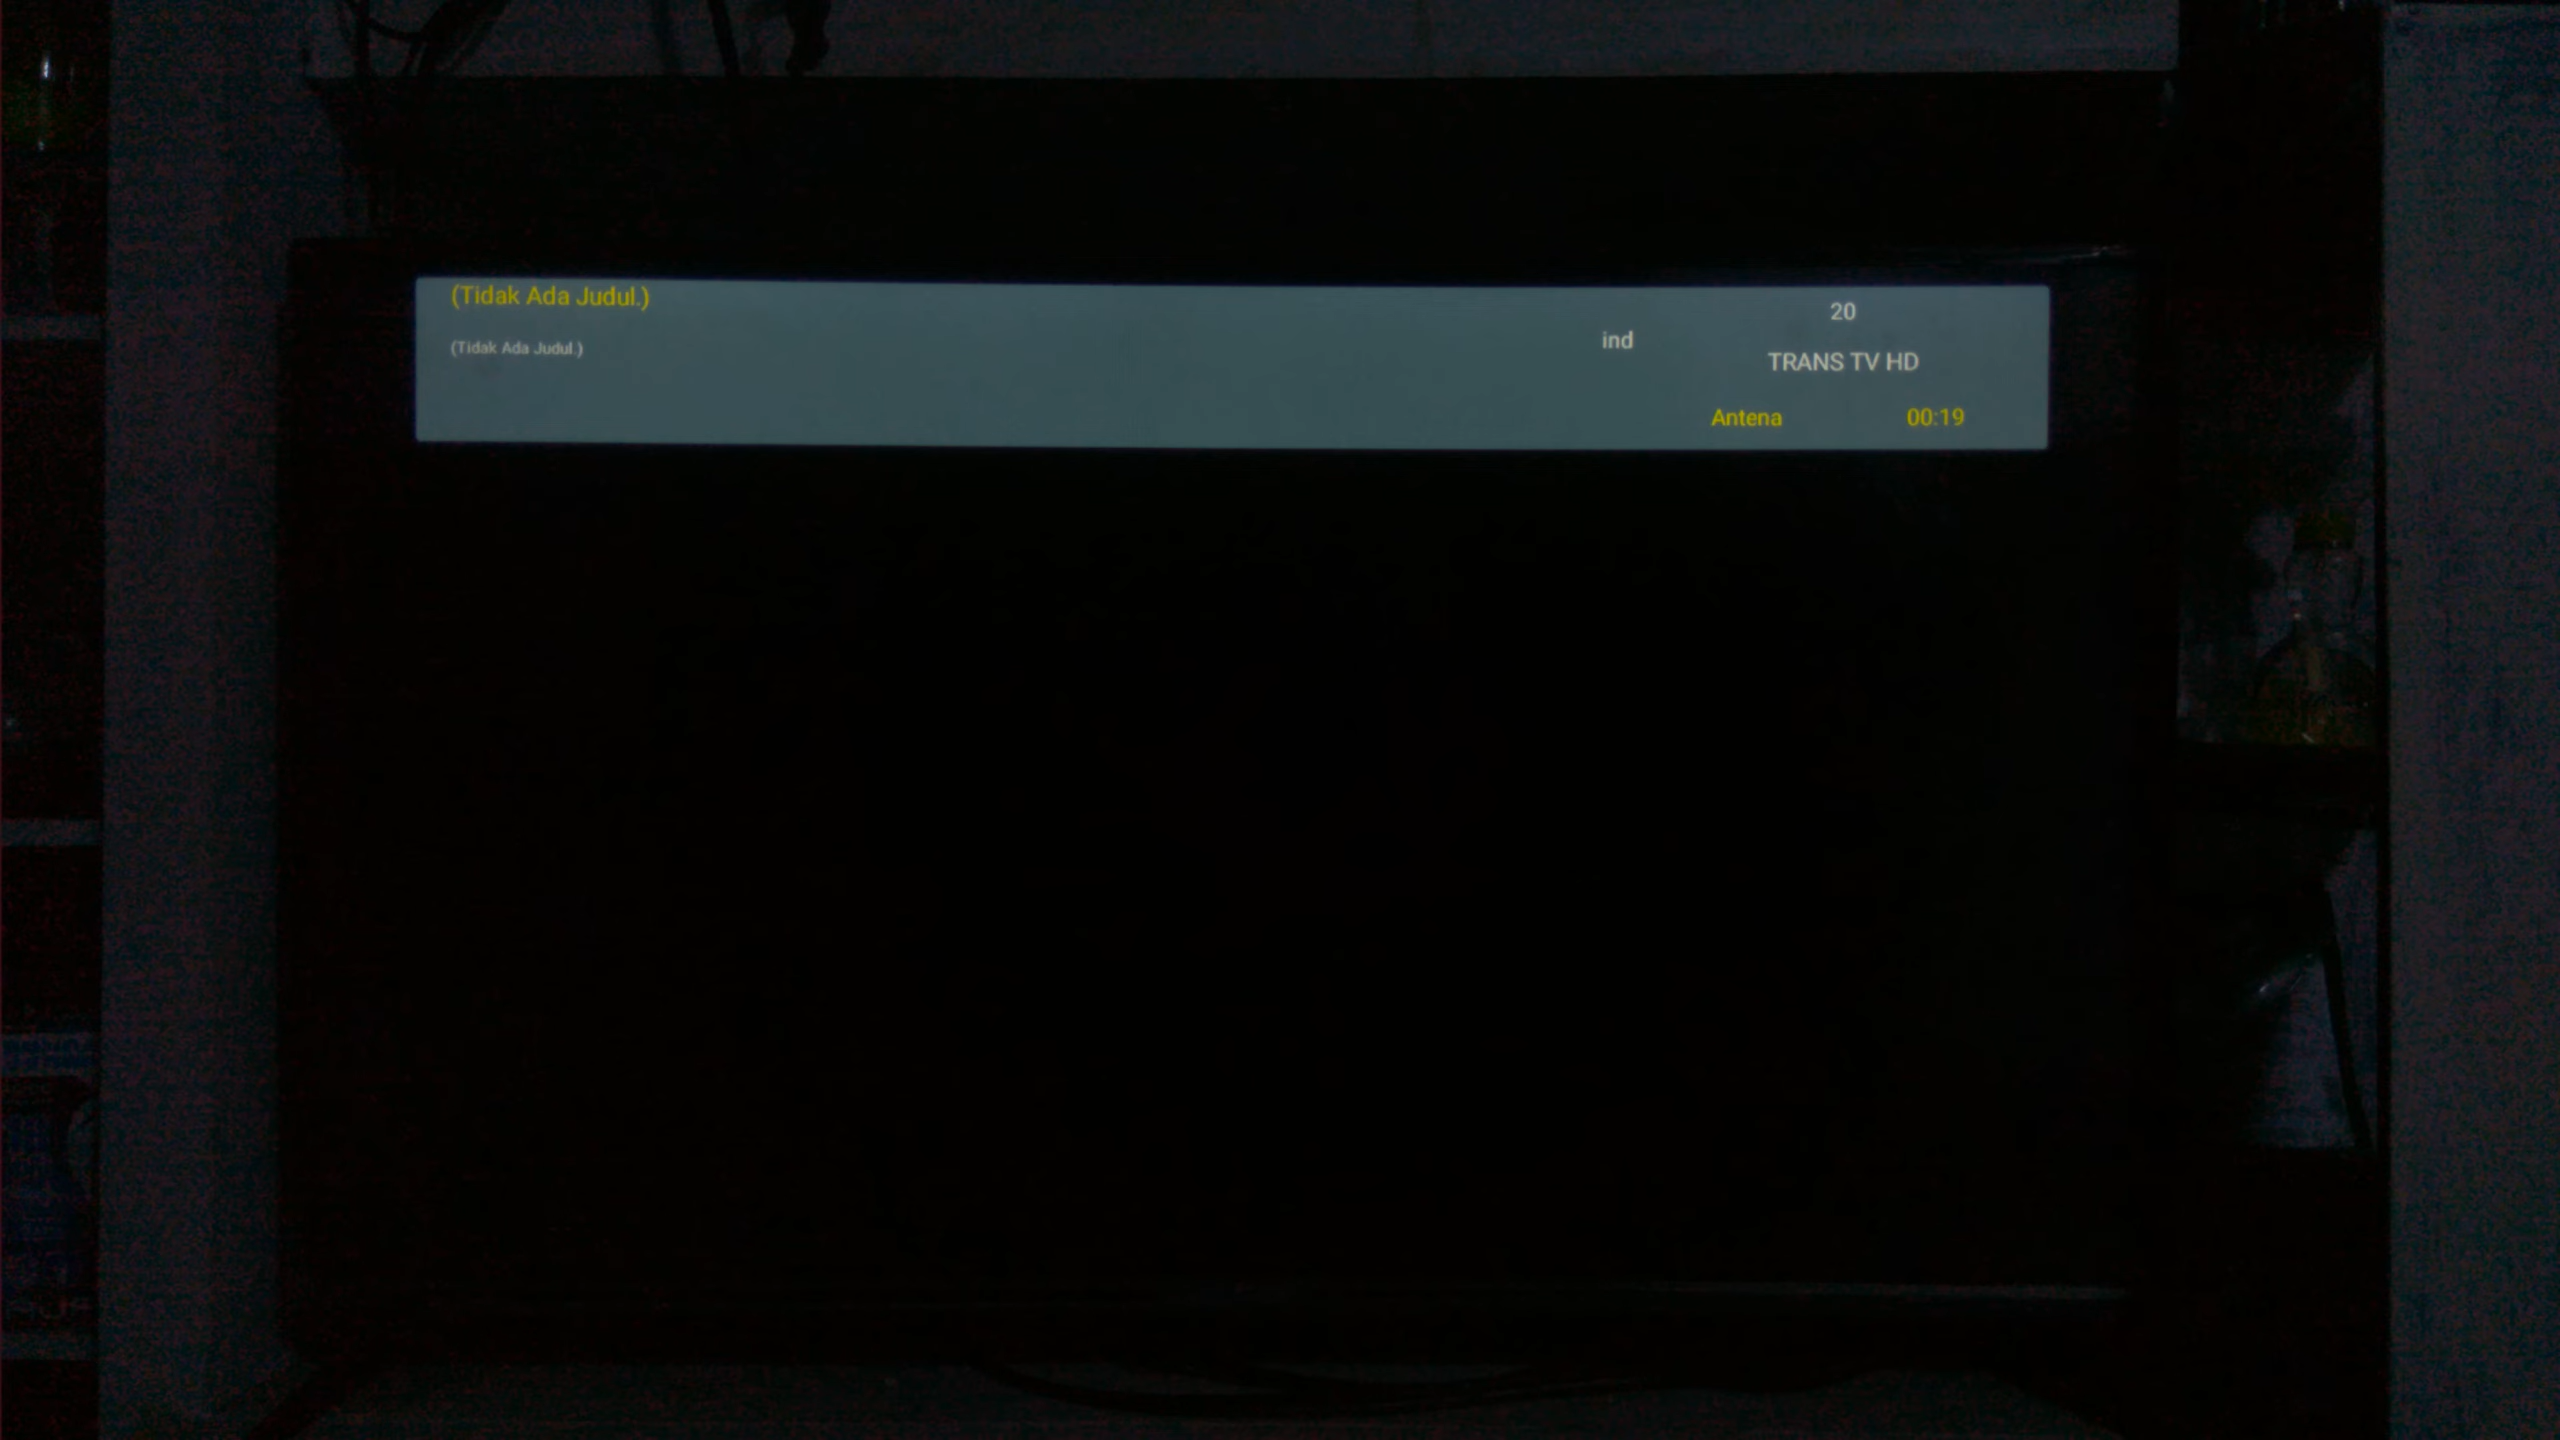 (Tidak Ada Judul.)
(Tidak Ada Judul.)
ind
20
TRANS TV HD
Antena 00:19